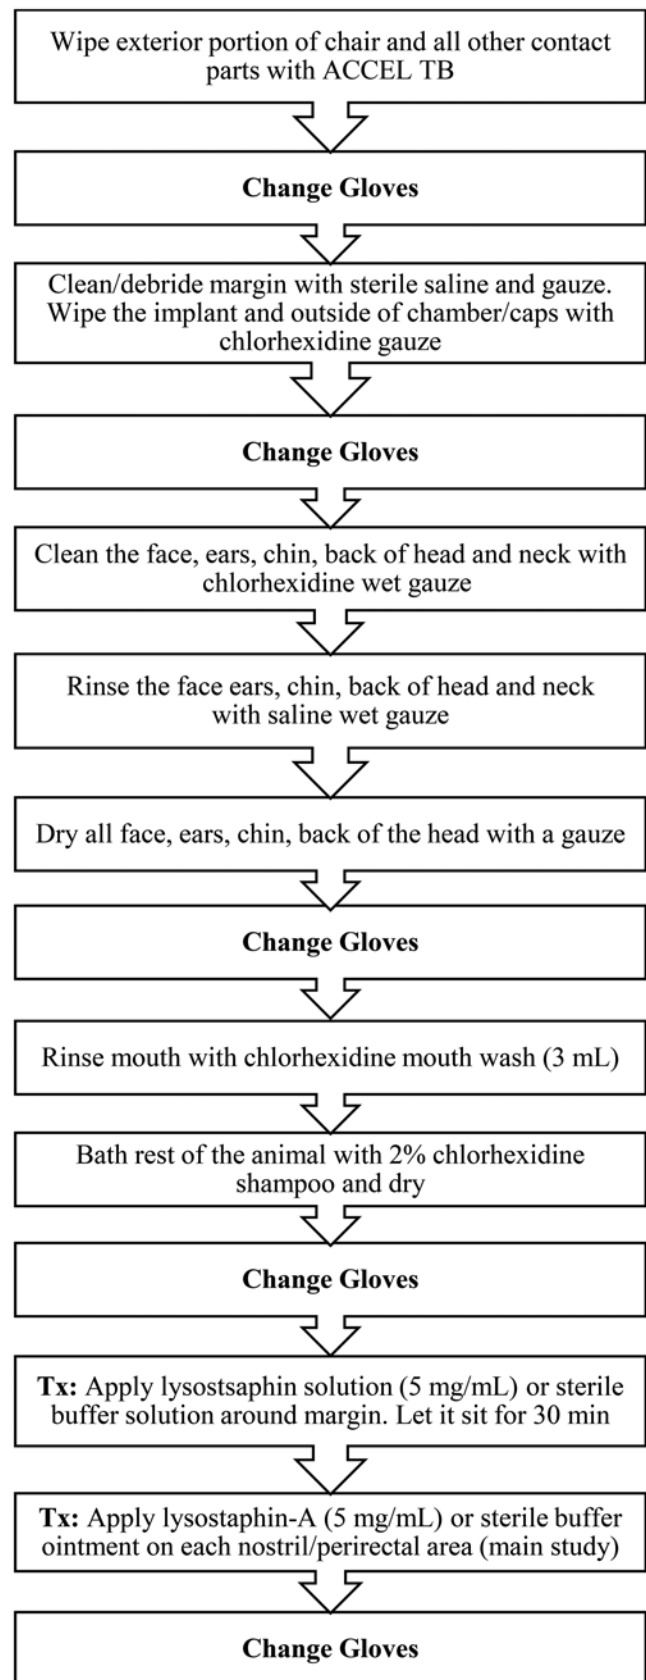 Wipe exterior portion of chair and all other contact
parts with ACCEL TB
Change Gloves
Clean/debride margin with sterile saline and gauze.
Wipe the implant and outside of chamber/caps with
chlorhexidine gauze
Change Gloves
Clean the face, ears, chin, back of head and neck with
chlorhexidine wet gauze
Rinse the face ears, chin, back of head and neck
with saline wet gauze
Dry all face, ears, chin, back of the head with a gauze
Change Gloves
Rinse mouth with chlorhexidine mouth wash (3 mL)
Bath rest of the animal with 2% chlorhexidine
shampoo and dry
Change Gloves
Tx: Apply lysostsaphin solution (5 mg/mL) or sterile
buffer solution around margin. Let it sit for 30 min
Tx: Apply lysostaphin-A (5 mg/mL) or sterile buffer
ointment on each nostril/perirectal area (main study)
Change Gloves